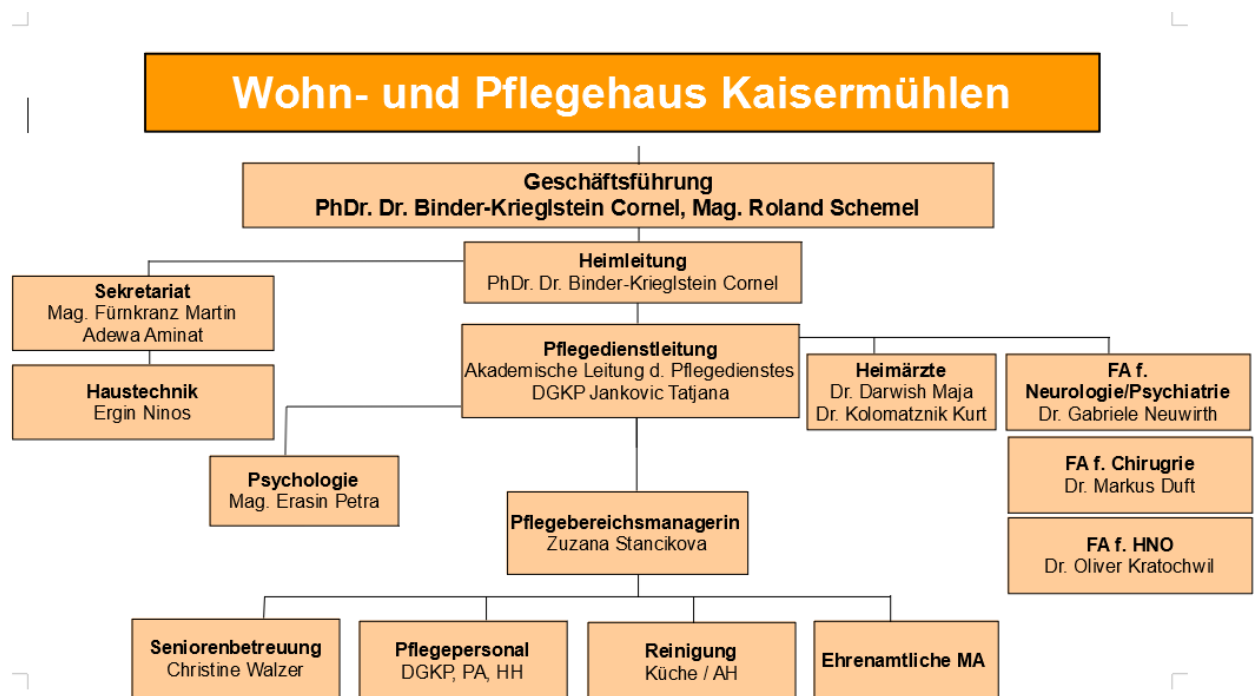 Wohn- und Pflegehaus Kaisermühlen
Geschäftsführung
PhDr. Dr. Binder-Krieglstein Cornel, Mag. Roland Schemel
Heimleitung
PhDr. Dr. Binder-Krieglstein Cornel
Sekretariat
Mag. Fürnkranz Martin
Adewa Aminat
Haustechnik
Ergin Ninos
Pflegedienstleitung
Akademische Leitung d. Pflegedienstes
DGKP Jankovic Tatjana
Heimärzte
Dr. Darwish Maja
Dr. Kolomatznik Kurt
FA f.
Neurologie/Psychiatrie
Dr. Gabriele Neuwirth
FA f. Chirugrie
Dr. Markus Duft
FA f. HNO
Dr. Oliver Kratochwil
Psychologie
Mag. Erasin Petra
Pflegebereichsmanagerin
Zuzana Stancikova
Seniorenbetreuung
Christine Walzer
Pflegepersonal
DGKP, PA, HH
Reinigung
Küche / AH
Ehrenamtliche MA